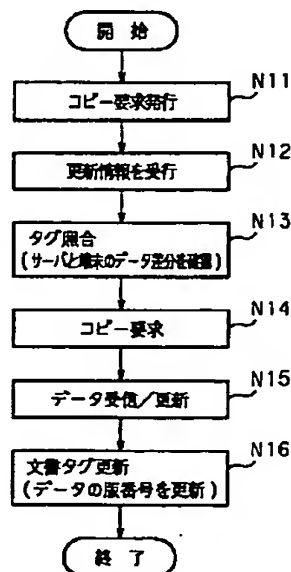 開始
N11
コピー要求発行
N12
更新情報を受行
N13
タグ照合
(サーバと端末のデータ差分を確認)
N14
コピー要求
N15
データ受信/更新
N16
文書タグ更新
(データの版番号を更新)
終了